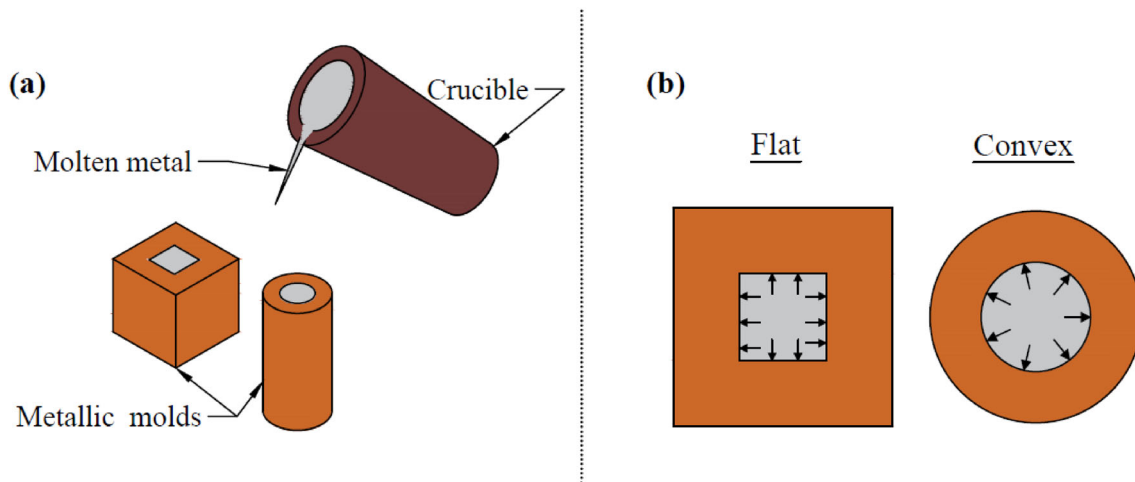 (a)
Crucible
Molten metal
Metallic molds
(b)
Flat
Convex